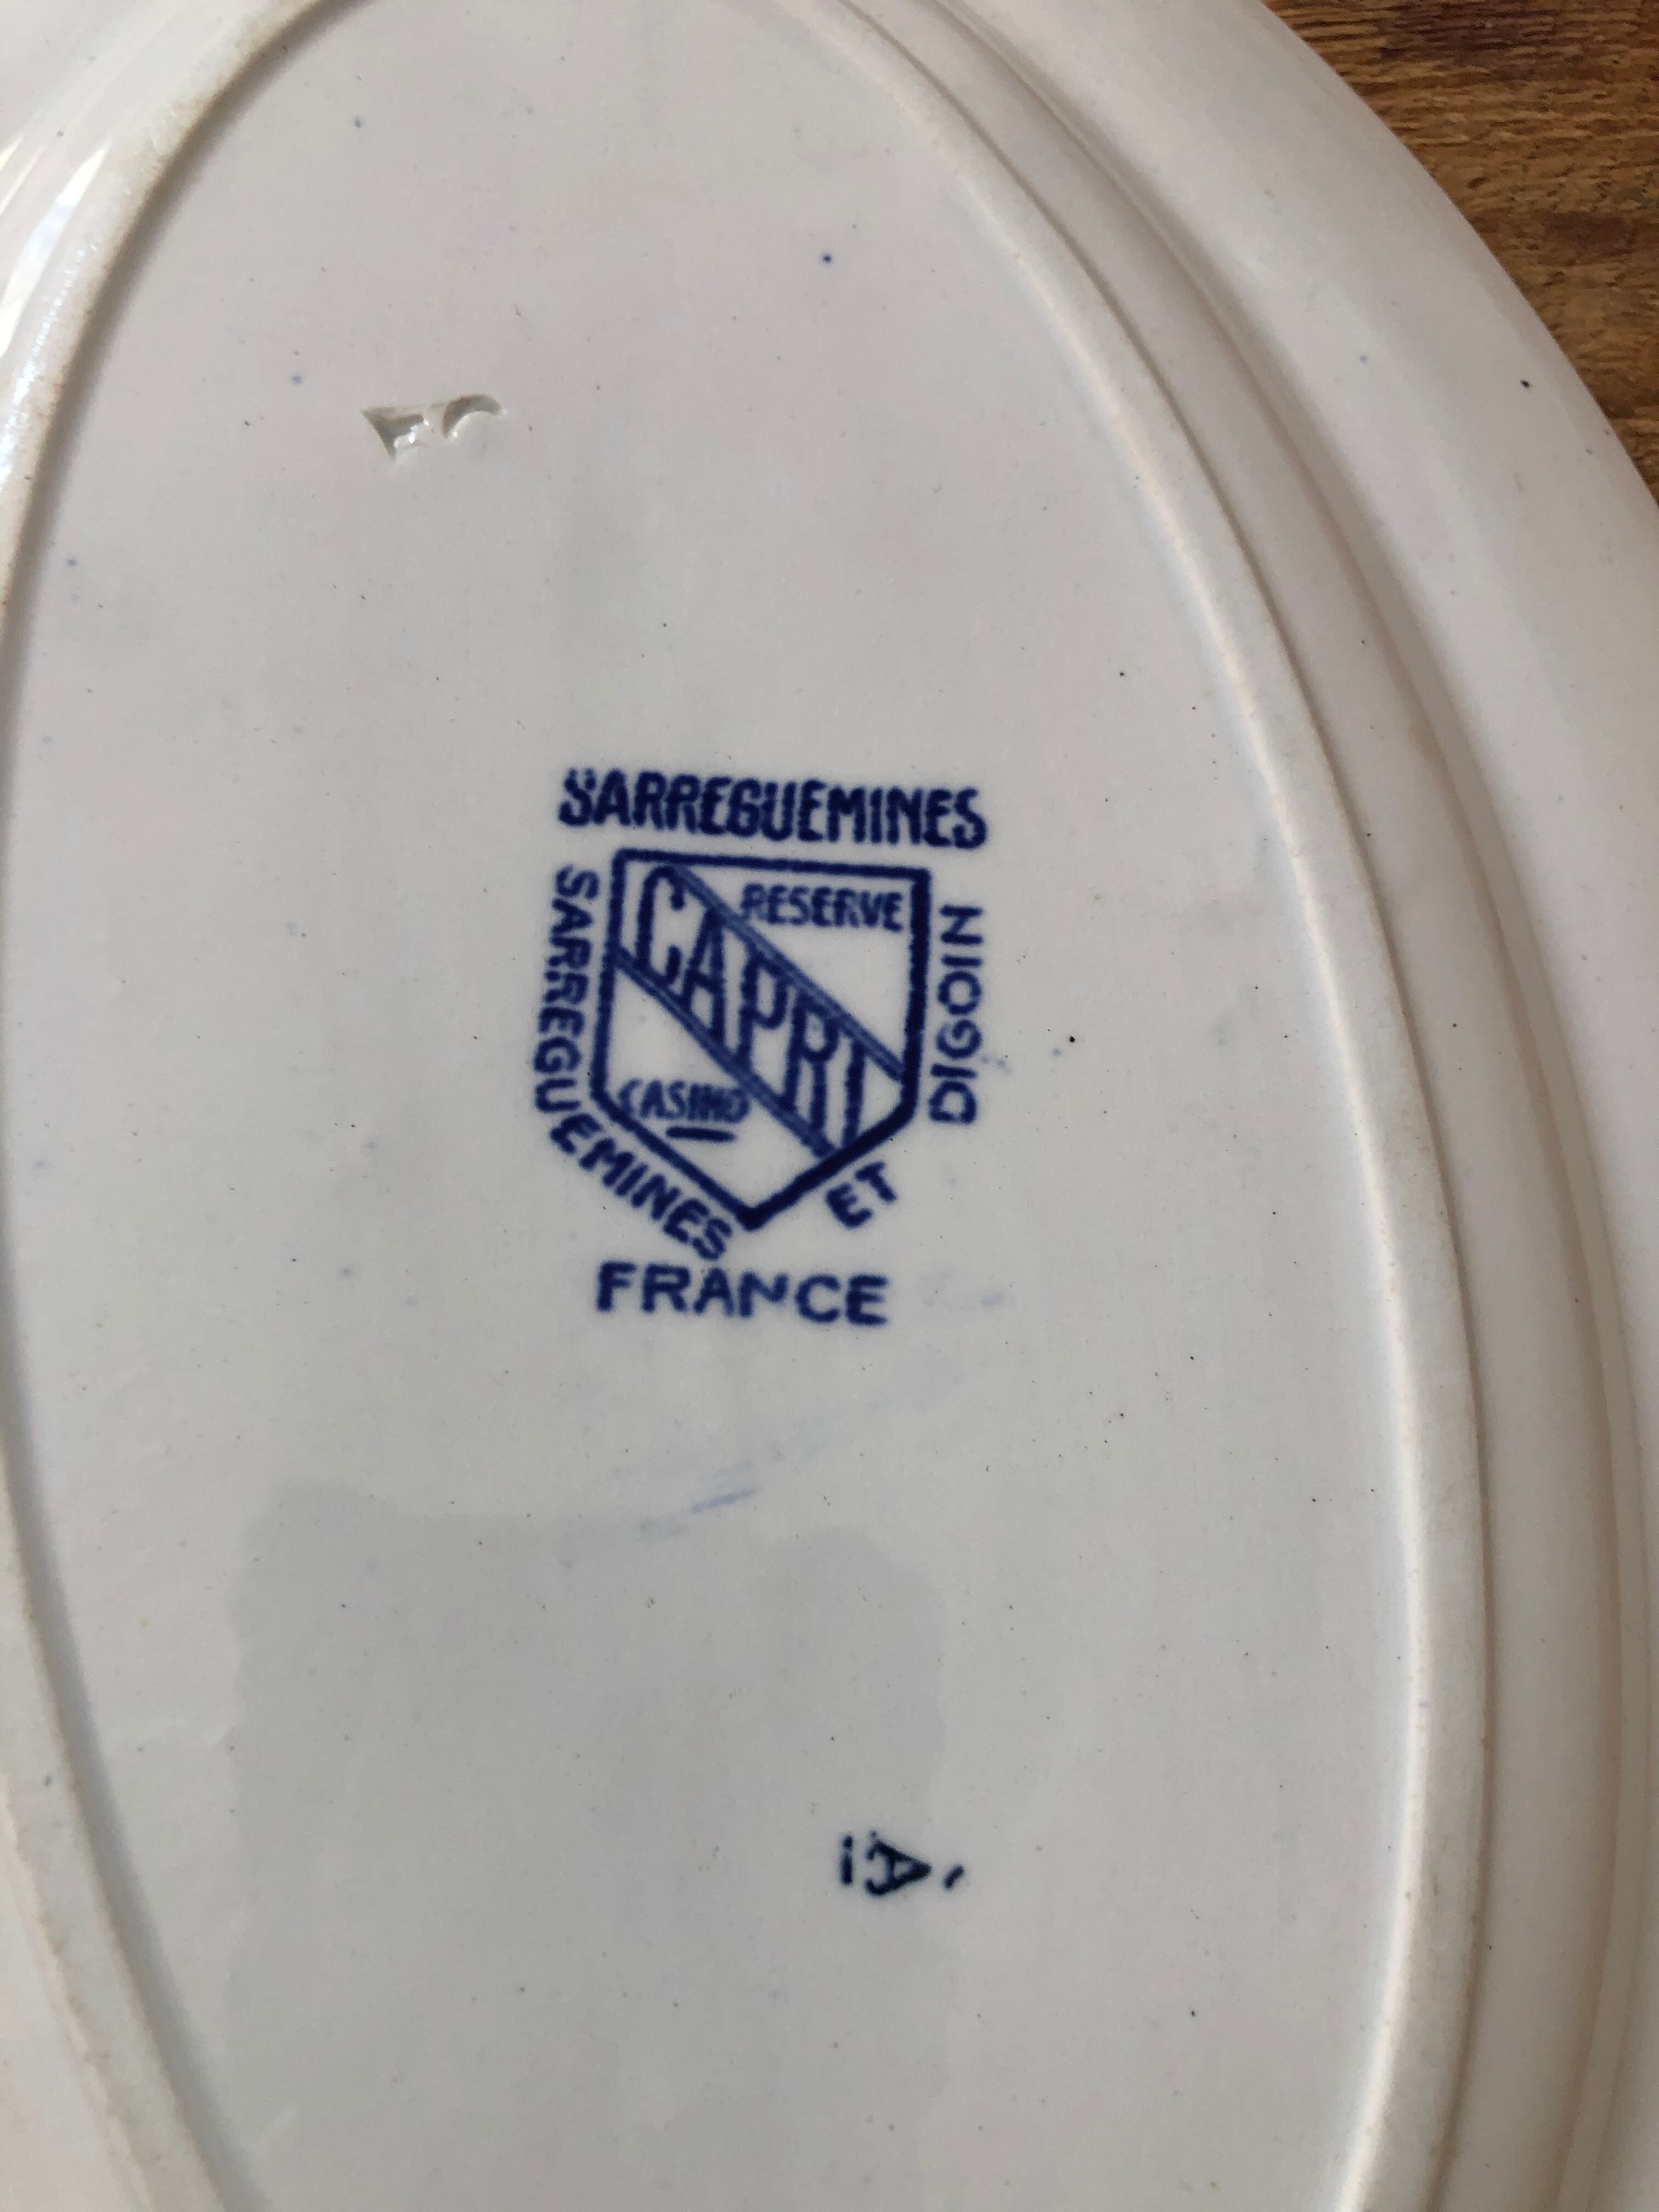 SARREGUEMINES
RESERVE
CAPRI
CASINO
SARREGUEMINES ET DIGOIN
FRANCE